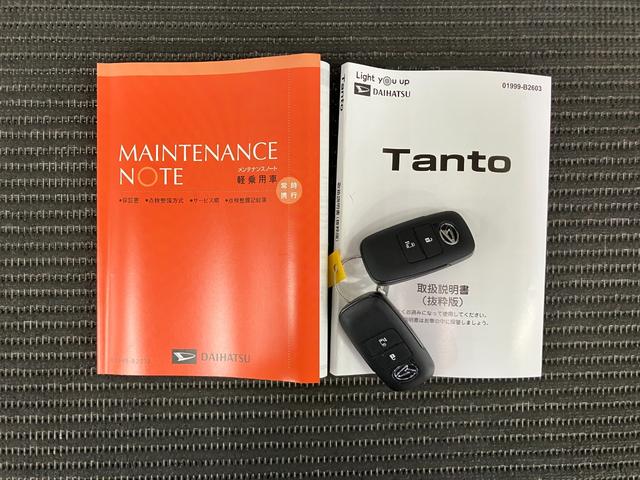 MAINTENANCE
NOTE
メンテナンスノート
軽乗用車
常時
携行
•保証書 •点検整備方式 •サービス網 •点検整備記録簿
DAIHATSU
Light you up
DAIHATSU
01999-B2603
Tanto
Tanto
取扱説明書
（抜粋版）